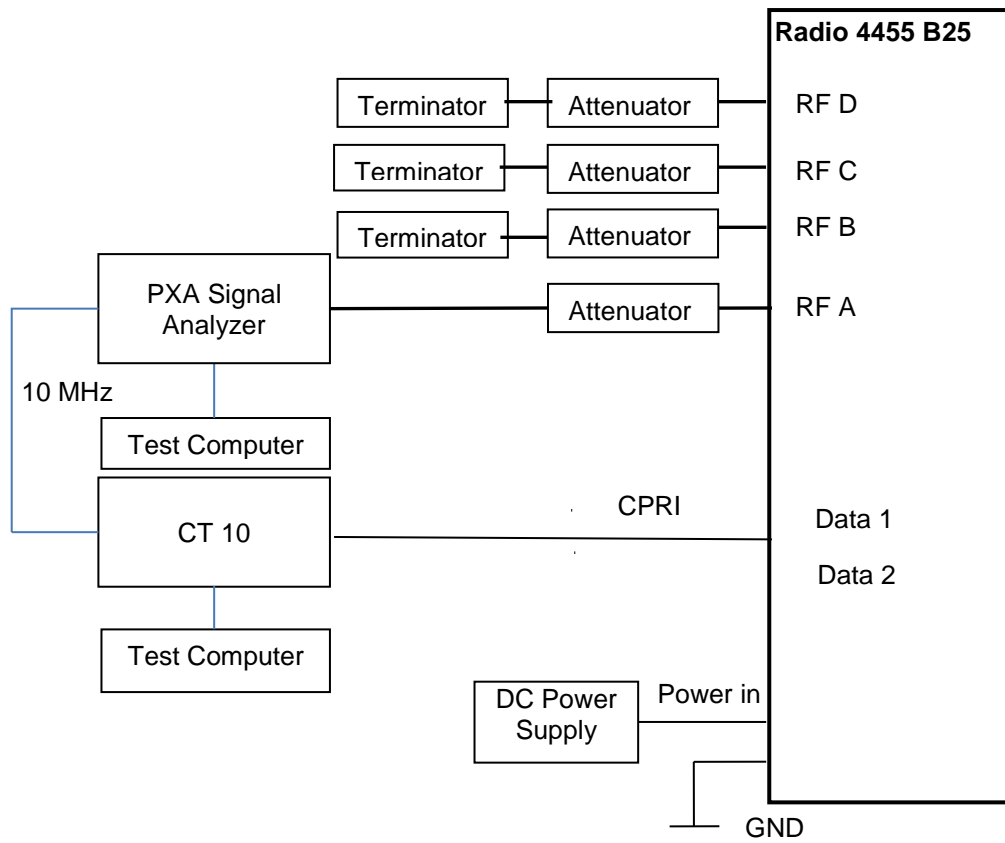 Radio 4455 B25
Terminator
Attenuator
RF D
Terminator
Attenuator
RF C
Terminator
Attenuator
RF B
PXA Signal
Analyzer
Attenuator
RF A
10 MHz
Test Computer
CT 10
CPRI
Data 1
Data 2
Test Computer
DC Power
Supply
Power in
GND